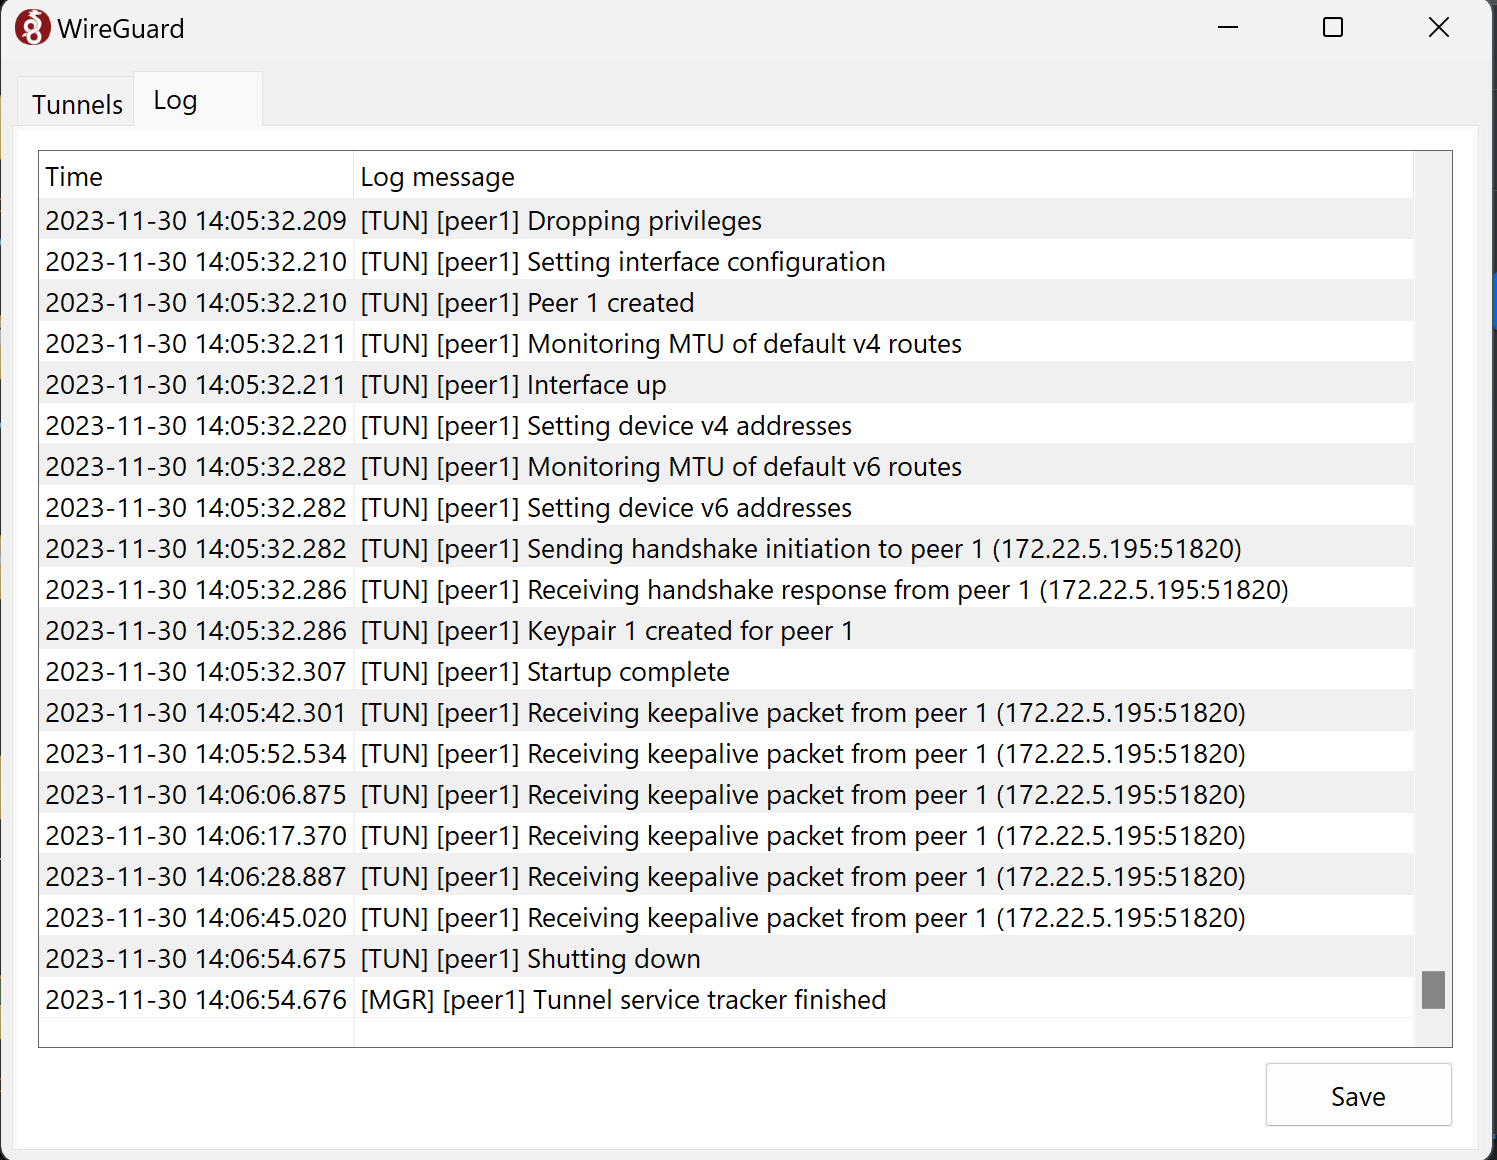 WireGuard
Tunnels Log
Time Log message
2023-11-30 14:05:32.209 [TUN] [peer1] Dropping privileges
2023-11-30 14:05:32.210 [TUN] [peer1] Setting interface configuration
2023-11-30 14:05:32.210 [TUN] [peer1] Peer 1 created
2023-11-30 14:05:32.211 [TUN] [peer1] Monitoring MTU of default v4 routes
2023-11-30 14:05:32.211 [TUN] [peer1] Interface up
2023-11-30 14:05:32.220 [TUN] [peer1] Setting device v4 addresses
2023-11-30 14:05:32.282 [TUN] [peer1] Monitoring MTU of default v6 routes
2023-11-30 14:05:32.282 [TUN] [peer1] Setting device v6 addresses
2023-11-30 14:05:32.282 [TUN] [peer1] Sending handshake initiation to peer 1 (172.22.5.195:51820)
2023-11-30 14:05:32.286 [TUN] [peer1] Receiving handshake response from peer 1 (172.22.5.195:51820)
2023-11-30 14:05:32.286 [TUN] [peer1] Keypair 1 created for peer 1
2023-11-30 14:05:32.307 [TUN] [peer1] Startup complete
2023-11-30 14:05:42.301 [TUN] [peer1] Receiving keepalive packet from peer 1 (172.22.5.195:51820)
2023-11-30 14:05:52.534 [TUN] [peer1] Receiving keepalive packet from peer 1 (172.22.5.195:51820)
2023-11-30 14:06:06.875 [TUN] [peer1] Receiving keepalive packet from peer 1 (172.22.5.195:51820)
2023-11-30 14:06:17.370 [TUN] [peer1] Receiving keepalive packet from peer 1 (172.22.5.195:51820)
2023-11-30 14:06:28.887 [TUN] [peer1] Receiving keepalive packet from peer 1 (172.22.5.195:51820)
2023-11-30 14:06:45.020 [TUN] [peer1] Receiving keepalive packet from peer 1 (172.22.5.195:51820)
2023-11-30 14:06:54.675 [TUN] [peer1] Shutting down
2023-11-30 14:06:54.676 [MGR] [peer1] Tunnel service tracker finished
Save